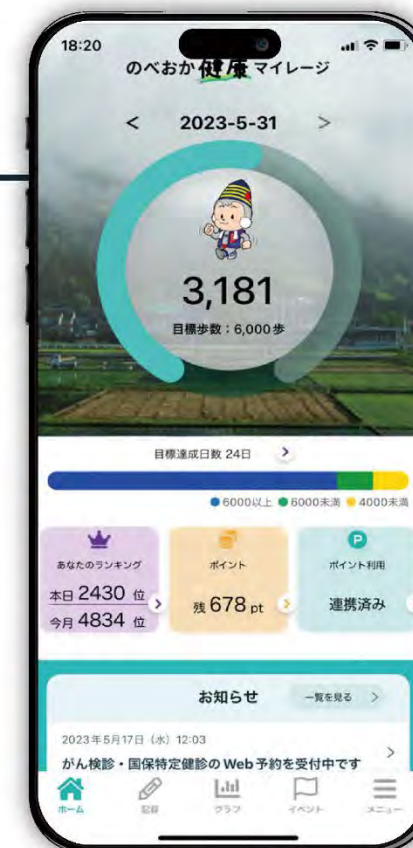 18:20
のべおか健康マイレージ
< 2023-5-31 >
3,181
目標歩数：6,000歩
目標達成日数 24日 >
6000以上 6000未満 4000未満
あなたのランキング
本日 2430 位
今月 4834 位
ポイント
残 678 pt
P
ポイント利用
連携済み
お知らせ
一覧を見る >
2023年5月17日（水）12:03
がん検診・国保特定健診の Web 予約を受付中です
ホーム 記録 グラフ イベント メニュー